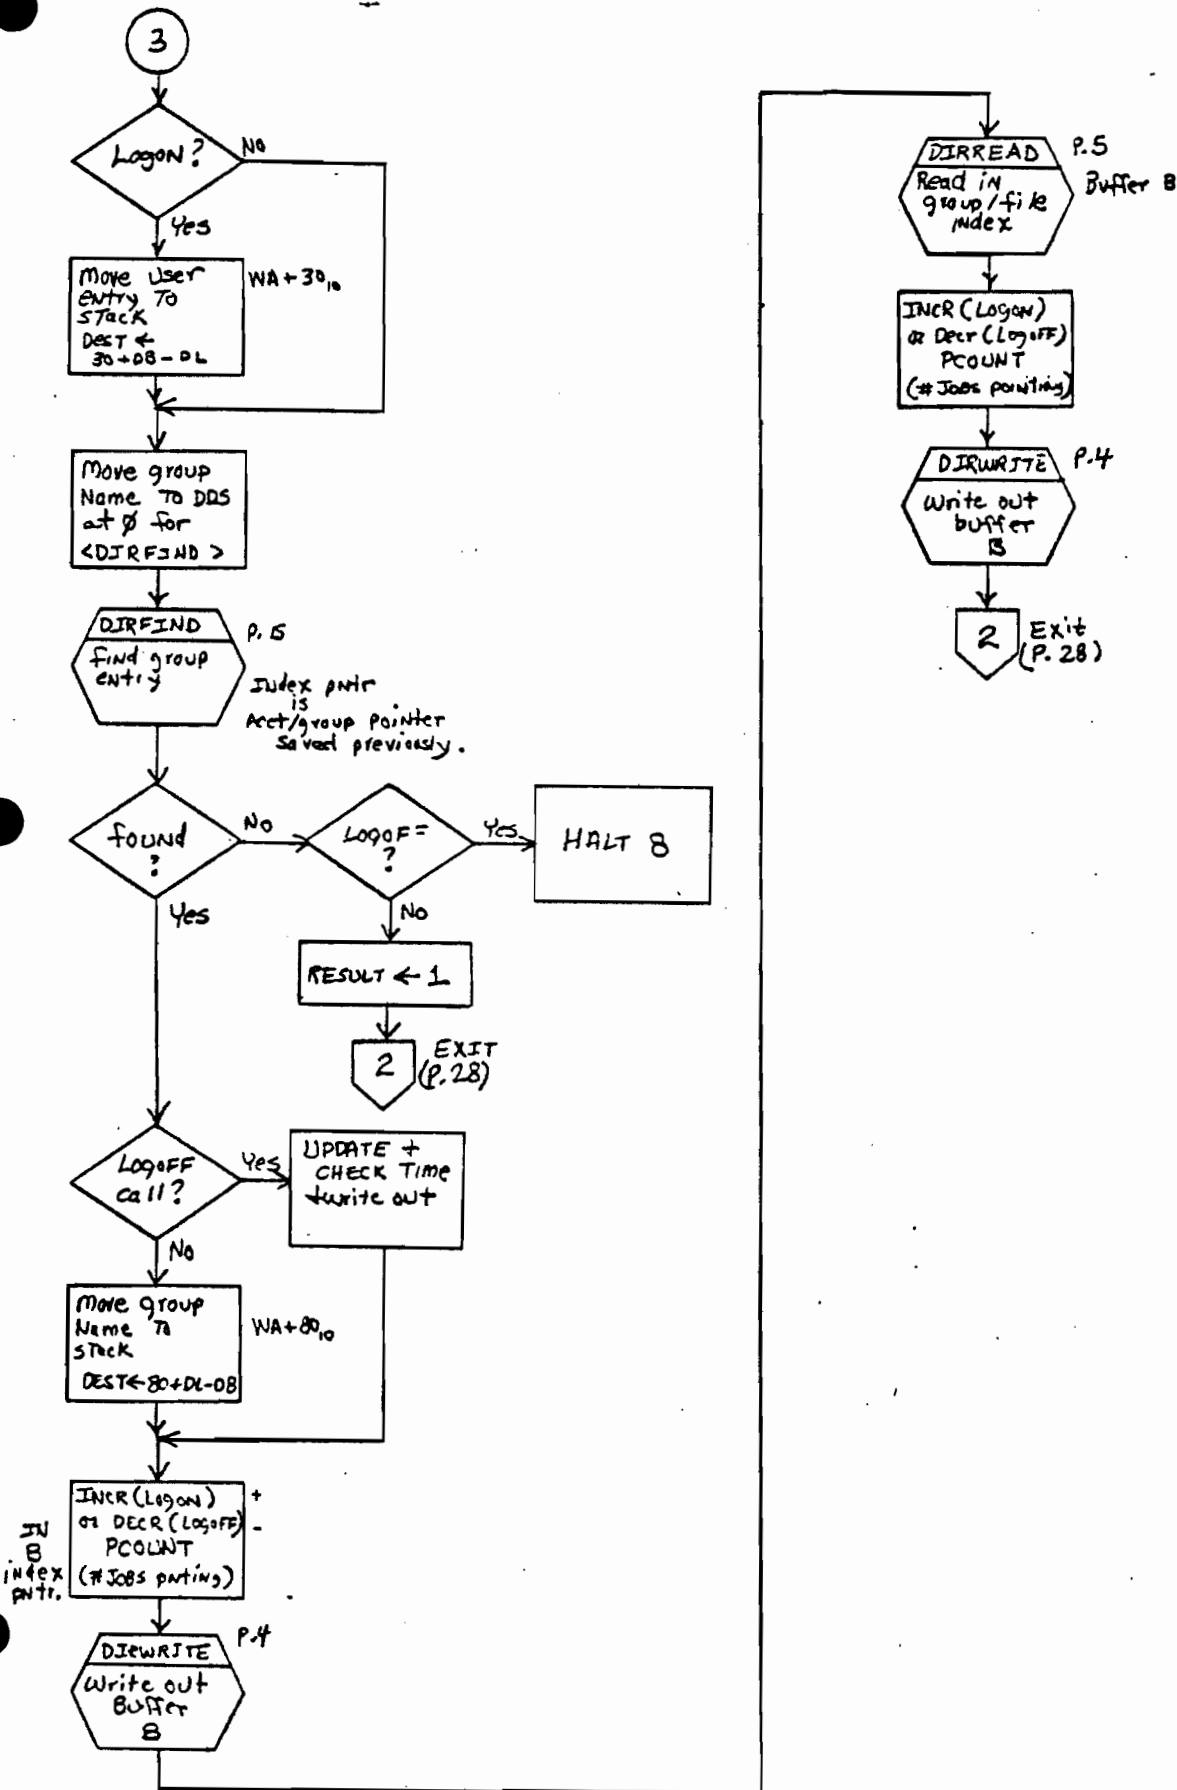 3
LogoN?
No
Yes
Move User
entry To
STack
DesT ←
30+DB-DL
WA+30₁₀
Move group
Name To DDS
at Ø for
<DIRFIND>
DIRFIND
P. 15
find group
entry
Index pntr
is
Acct/group pointer
Saved previously.
found
?
No
Yes
LOGOF=
?
Yes
No
HALT 8
RESULT ← 1
2
EXIT
(P.28)
LogoFF
call?
Yes
No
UPDATE +
CHECK Time
+write out
Move group
Name To
STack
DEST←80+DL-DB
WA+80₁₀
INCR(LogoN)
or DECR(LogoFF)
PCOUNT
(#JOBS pnting)
+
-
IN
B
index
pntr.
DIRWRITE
P.4
Write out
Buffer
B
DIRREAD
P.5
Buffer B
Read iN
group/file
iNdex
INCR(LogoN)
or Decr(LogoFF)
PCOUNT
(#JOBS pointing)
DIRWRITE
P.4
Write out
buffer
B
2
Exit
(P.28)